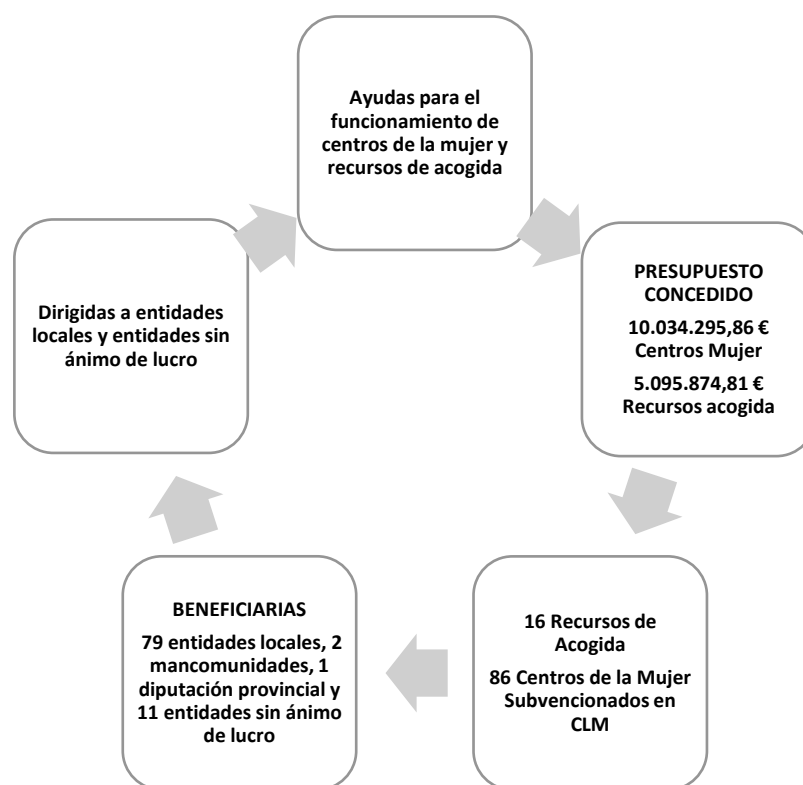 Ayudas para el
funcionamiento de
centros de la mujer y
recursos de acogida
PRESUPUESTO
CONCEDIDO
10.034.295,86 €
Centros Mujer
5.095.874,81 €
Recursos acogida
16 Recursos de
Acogida
86 Centros de la Mujer
Subvencionados en
CLM
BENEFICIARIAS
79 entidades locales, 2
mancomunidades, 1
diputación provincial y
11 entidades sin ánimo
de lucro
Dirigidas a entidades
locales y entidades sin
ánimo de lucro